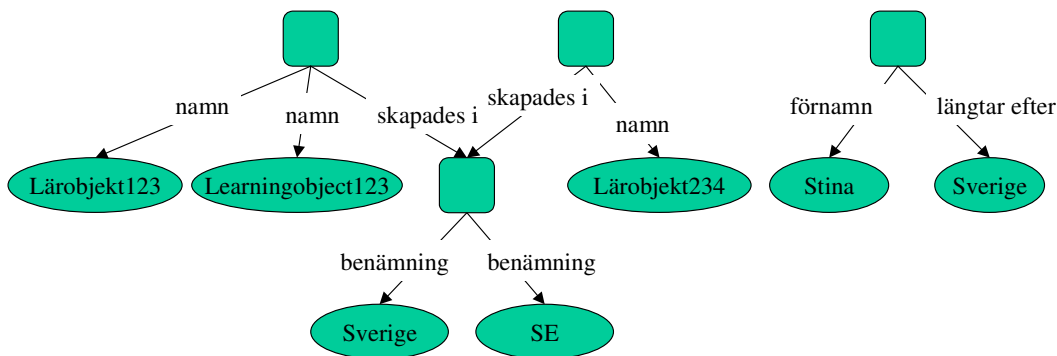 namn
namn
skapades i
skapades i
namn
förnamn
längtar efter
Lärobjekt123
Learningobject123
Lärobjekt234
Stina
Sverige
benämning
benämning
Sverige
SE